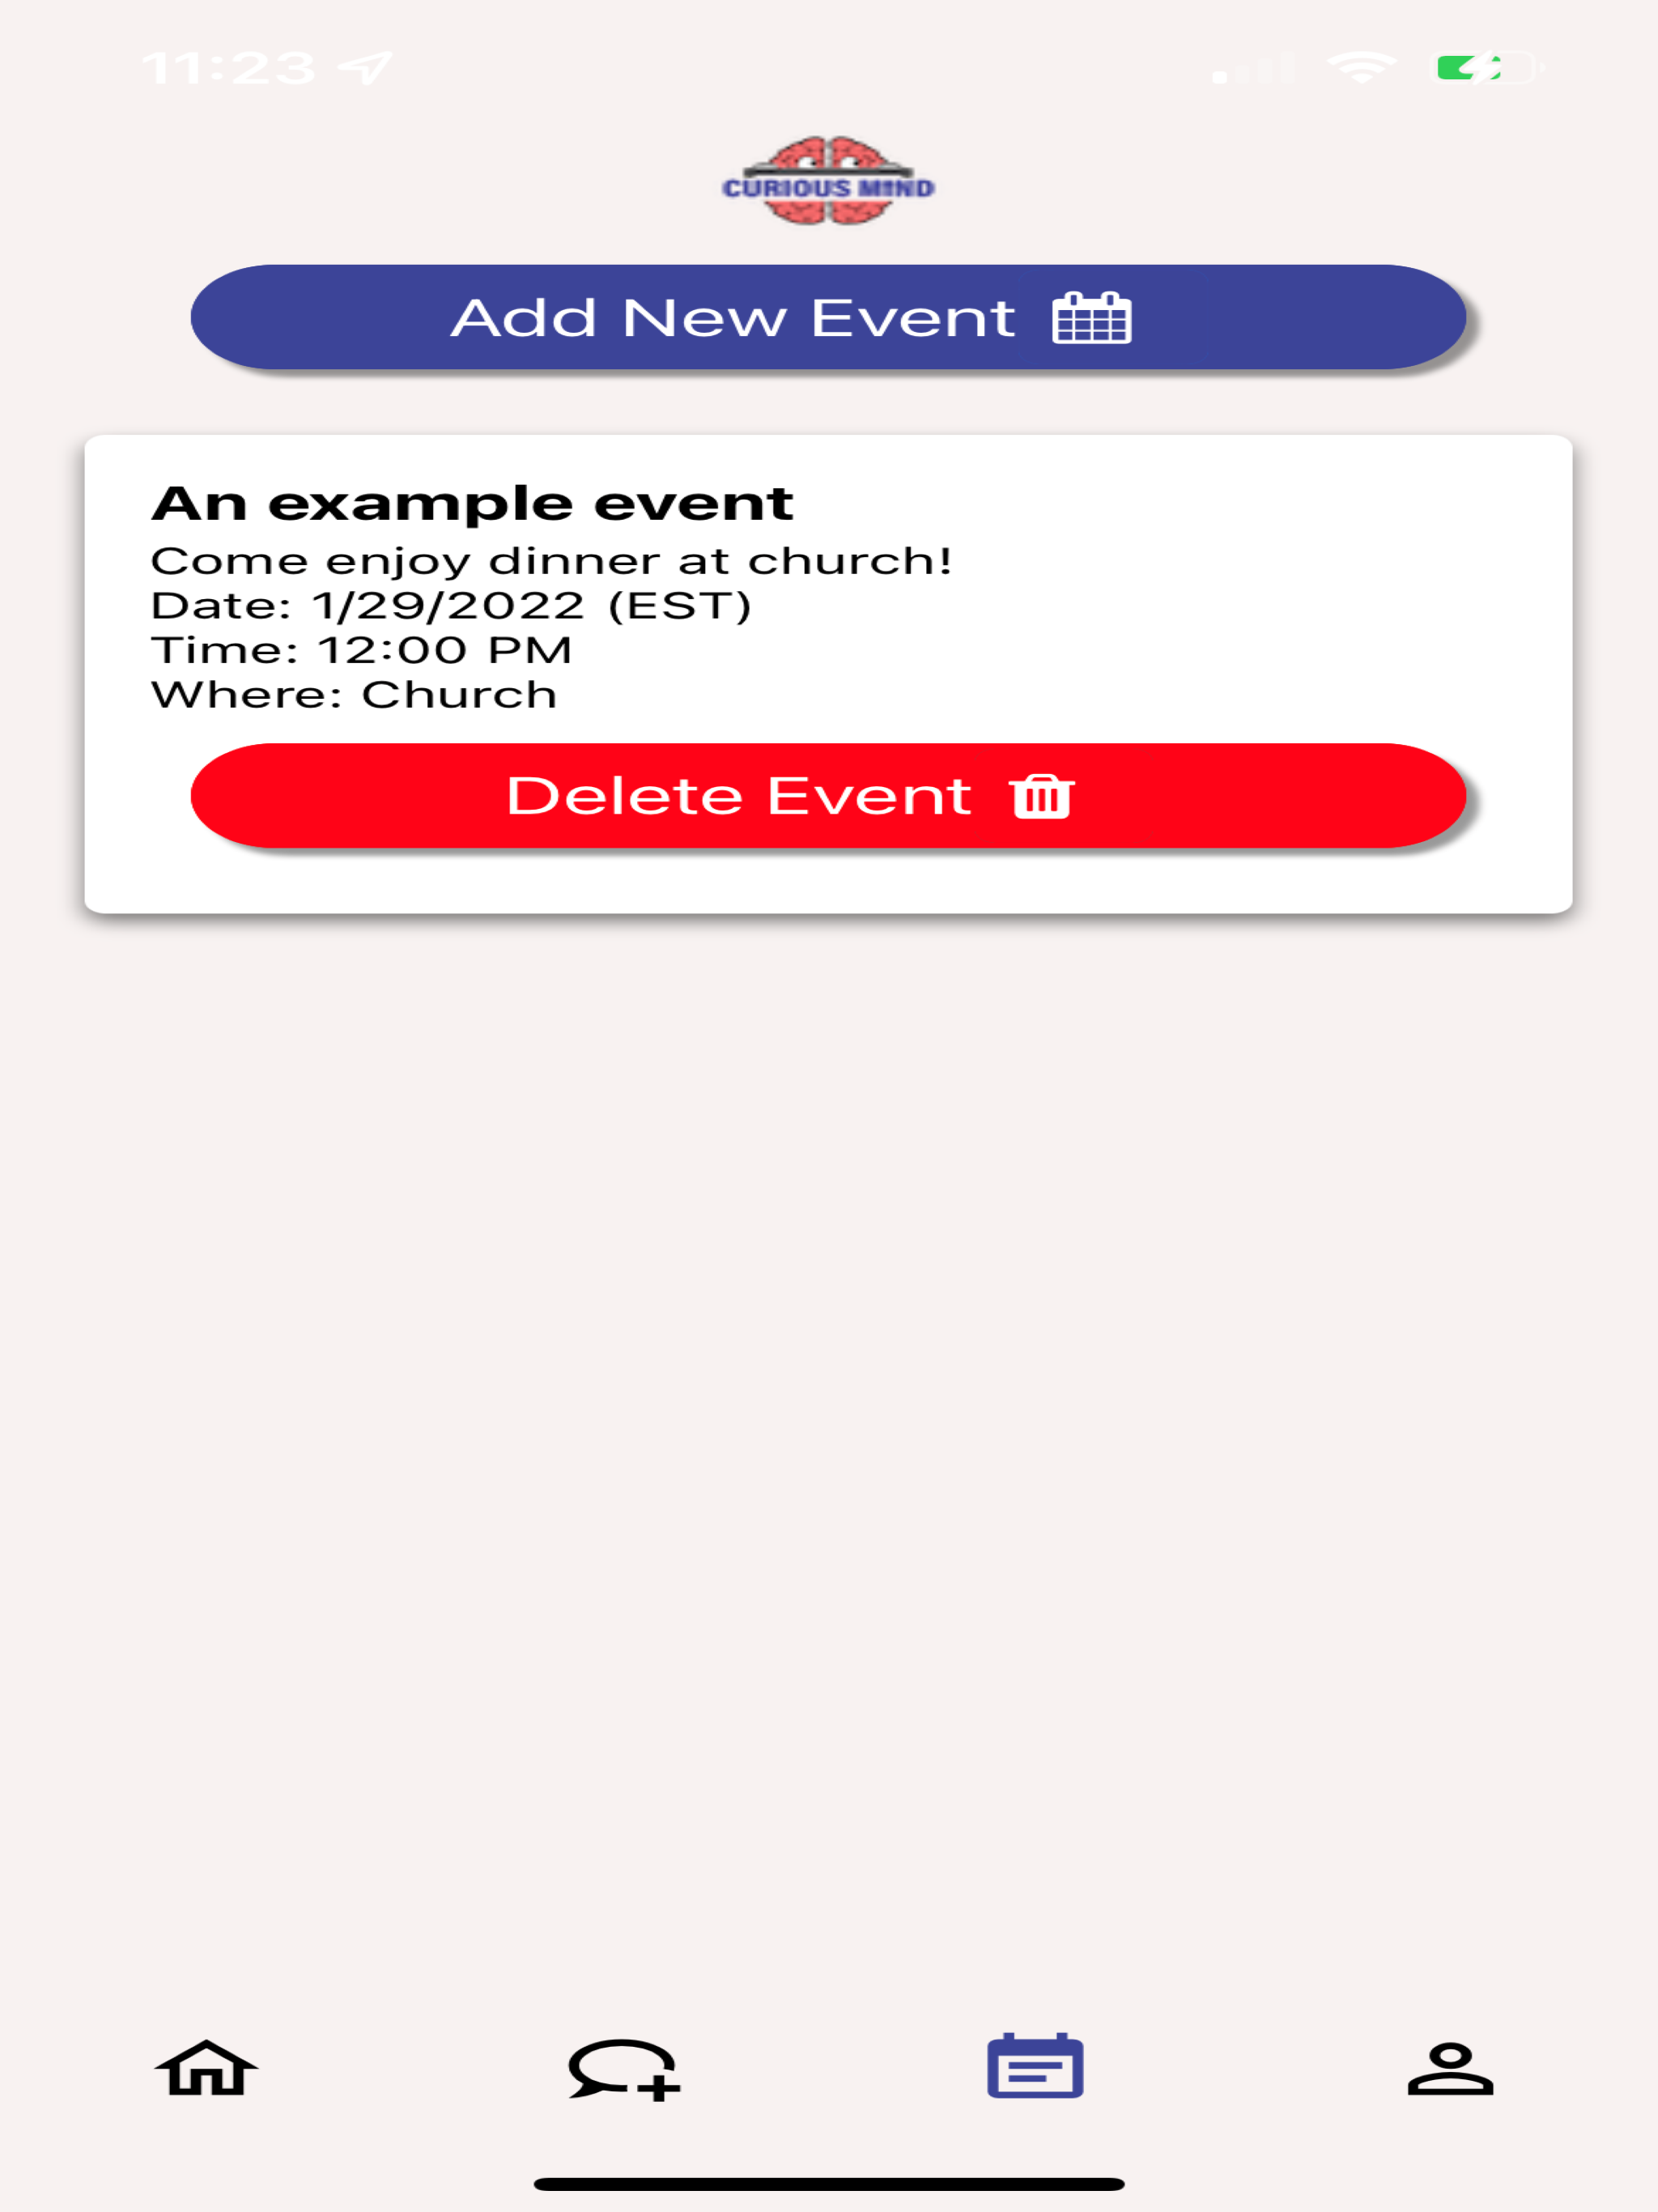 11:23
CURIOUS MIND
Add New Event
An example event
Come enjoy dinner at church!
Date: 1/29/2022 (EST)
Time: 12:00 PM
Where: Church
Delete Event